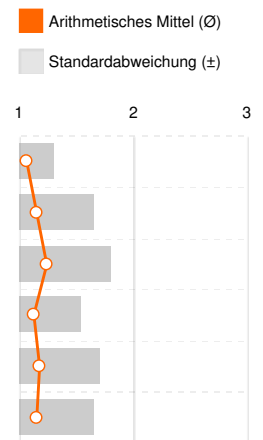 Arithmetisches Mittel (Ø)
Standardabweichung (±)
1 2 3